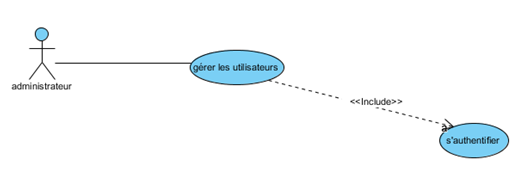 gérer les utilisateurs
administrateur
<<Include>>
s'authentifier